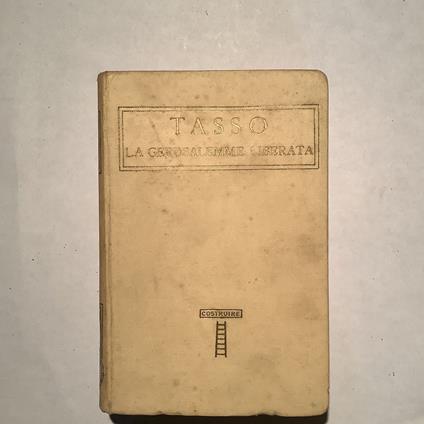 TASSO
LA GERUSALEMME LIBERATA
COSTRUIRE